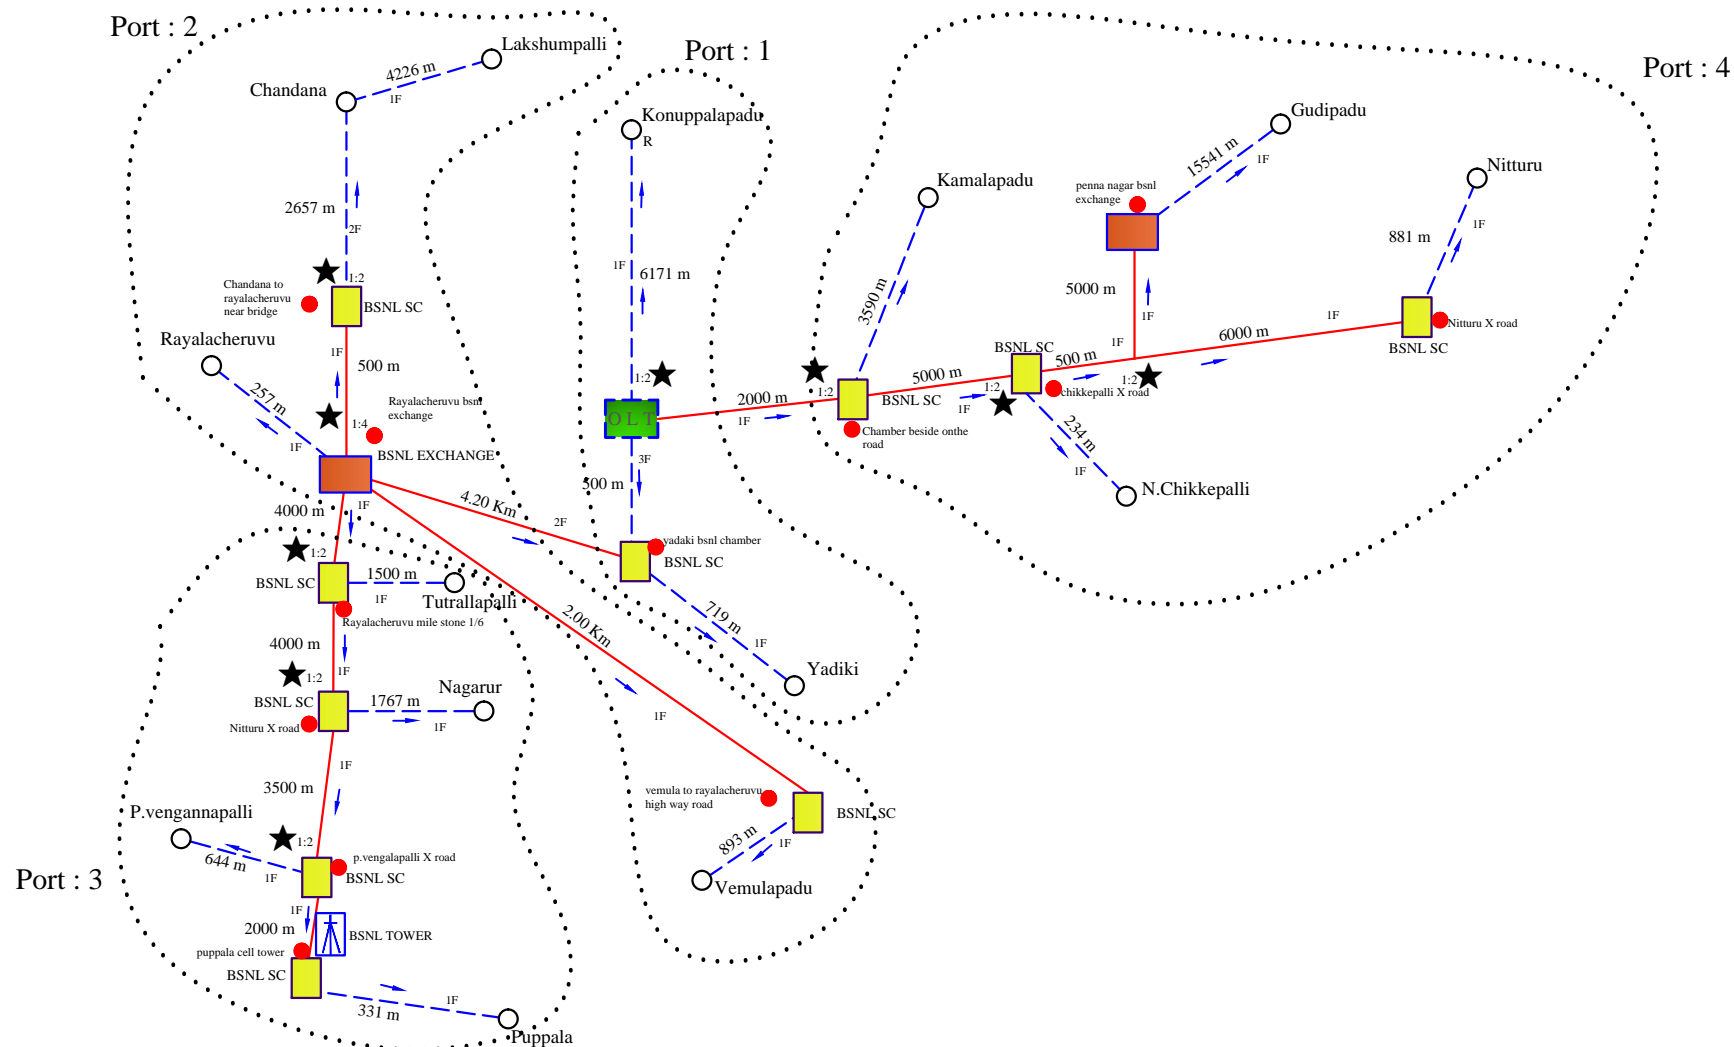 Port : 2
Lakshumpalli
4226 m
1F
Chandana
2657 m
2F
1:2
Chandana to
rayalacheruvu
near bridge
BSNL SC
Rayalacheruvu
1F
500 m
257 m
1F
1:4
Rayalacheruvu bsnl
exchange
BSNL EXCHANGE
Port : 1
Konuppalapadu
R
1F
6171 m
1:2
O L T
3F
500 m
4.20 Km
2F
yadaki bsnl chamber
BSNL SC
719 m
1F
Yadiki
2.00 Km
1F
vemula to rayalacheruvu
high way road
BSNL SC
893 m
1F
Vemulapadu
Port : 4
Gudipadu
15541 m
1F
penna nagar bsnl
exchange
Nitturu
1F
881 m
Kamalapadu
3590 m
1F
5000 m
1F
1F
1F
6000 m
Nitturu X road
BSNL SC
BSNL SC
500 m
1:2
chikkepalli X road
5000 m
1:2
1F
BSNL SC
2000 m
1F
1:2
Chamber beside onthe
road
234 m
1F
N.Chikkepalli
4000 m
1F
1:2
BSNL SC
1500 m
1F
Tutrallapalli
Rayalacheruvu mile stone 1/6
4000 m
1F
1:2
BSNL SC
Nitturu X road
1767 m
1F
Nagarur
1F
3500 m
P.vengannapalli
1:2
644 m
1F
p.vengalapalli X road
BSNL SC
Port : 3
1F
2000 m
BSNL TOWER
puppala cell tower
BSNL SC
331 m
1F
Puppala